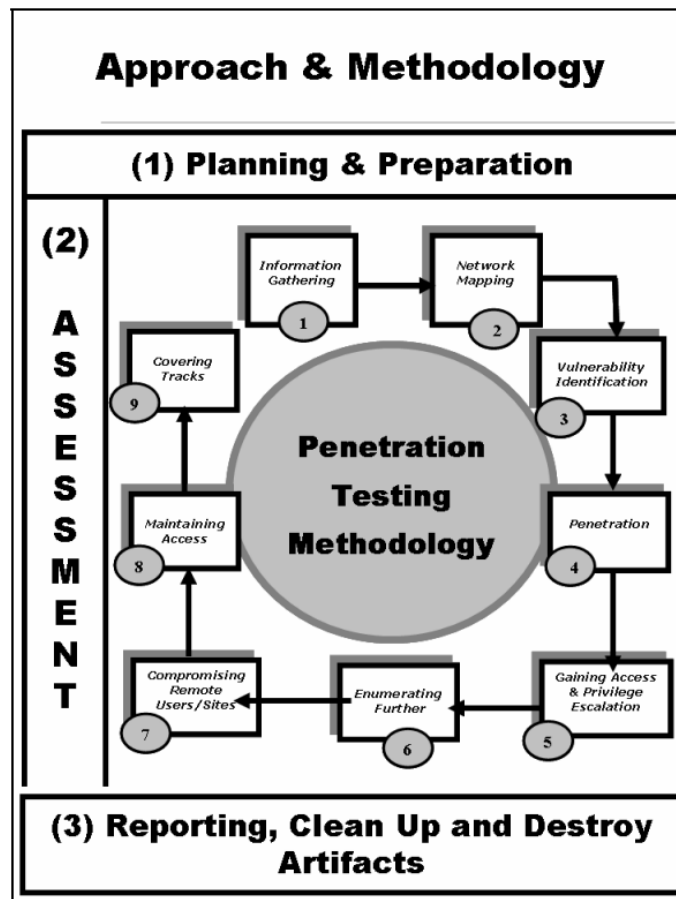 Approach & Methodology
(1) Planning & Preparation
(2)
A
S
S
E
S
S
M
E
N
T
Information
Gathering
1
Network
Mapping
2
Vulnerability
Identification
3
Penetration
4
Gaining Access
& Privilege
Escalation
5
Enumerating
Further
6
Compromising
Remote
Users/Sites
7
Maintaining
Access
8
Covering
Tracks
9
Penetration
Testing
Methodology
(3) Reporting, Clean Up and Destroy
Artifacts